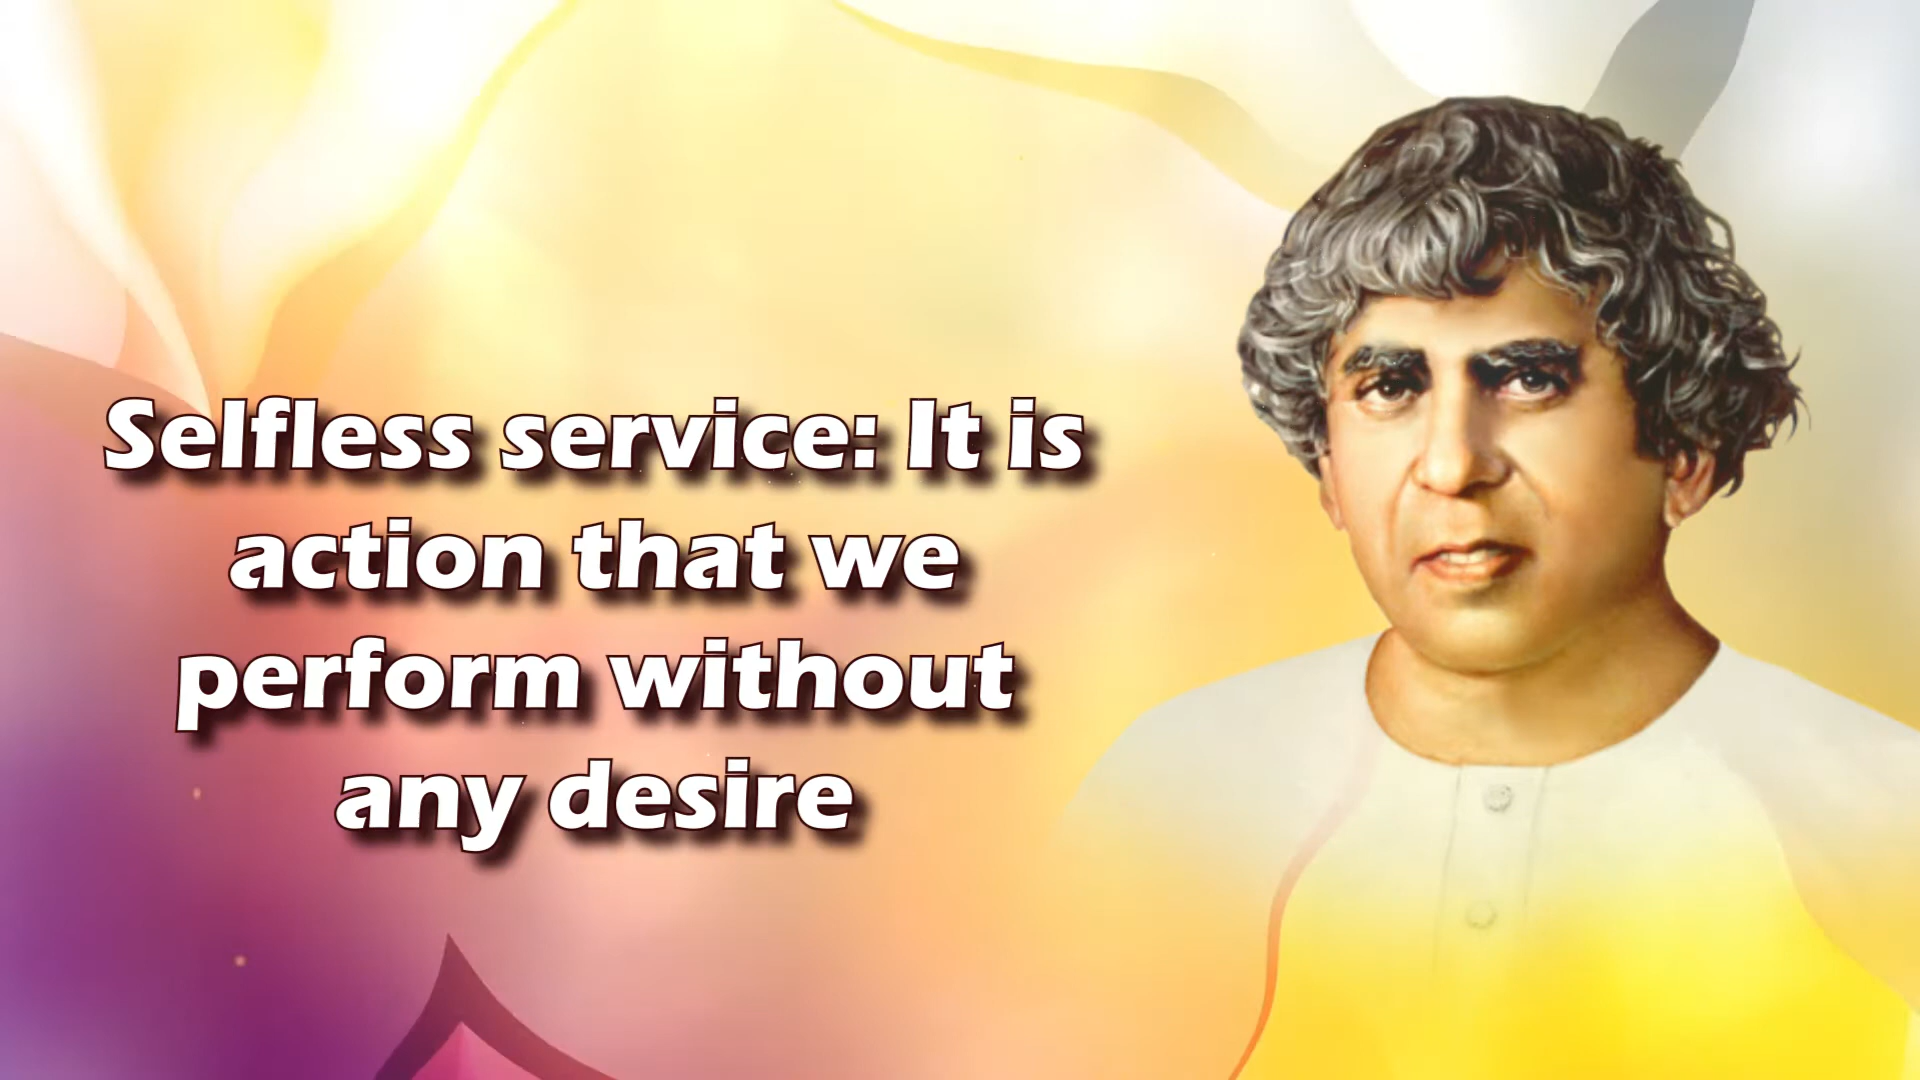 Selfless service: It is
action that we
perform without
any desire